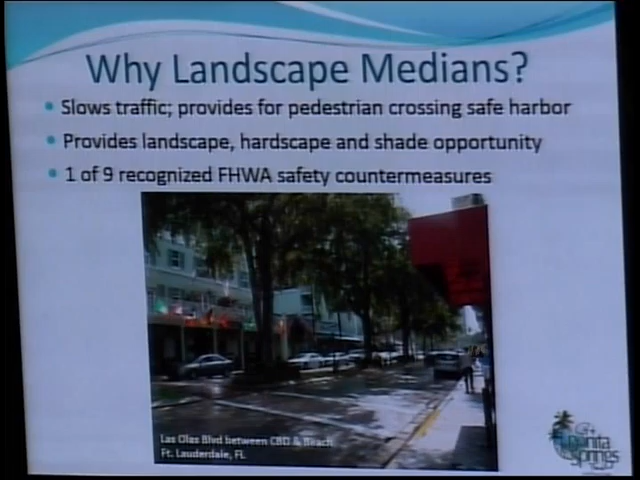 Why Landscape Medians?
Slows traffic; provides for pedestrian crossing safe harbor
Provides landscape, hardscape and shade opportunity
1 of 9 recognized FHWA safety countermeasures
Las Olas Blvd between CBD & Beach
Ft. Lauderdale, FL
Springs